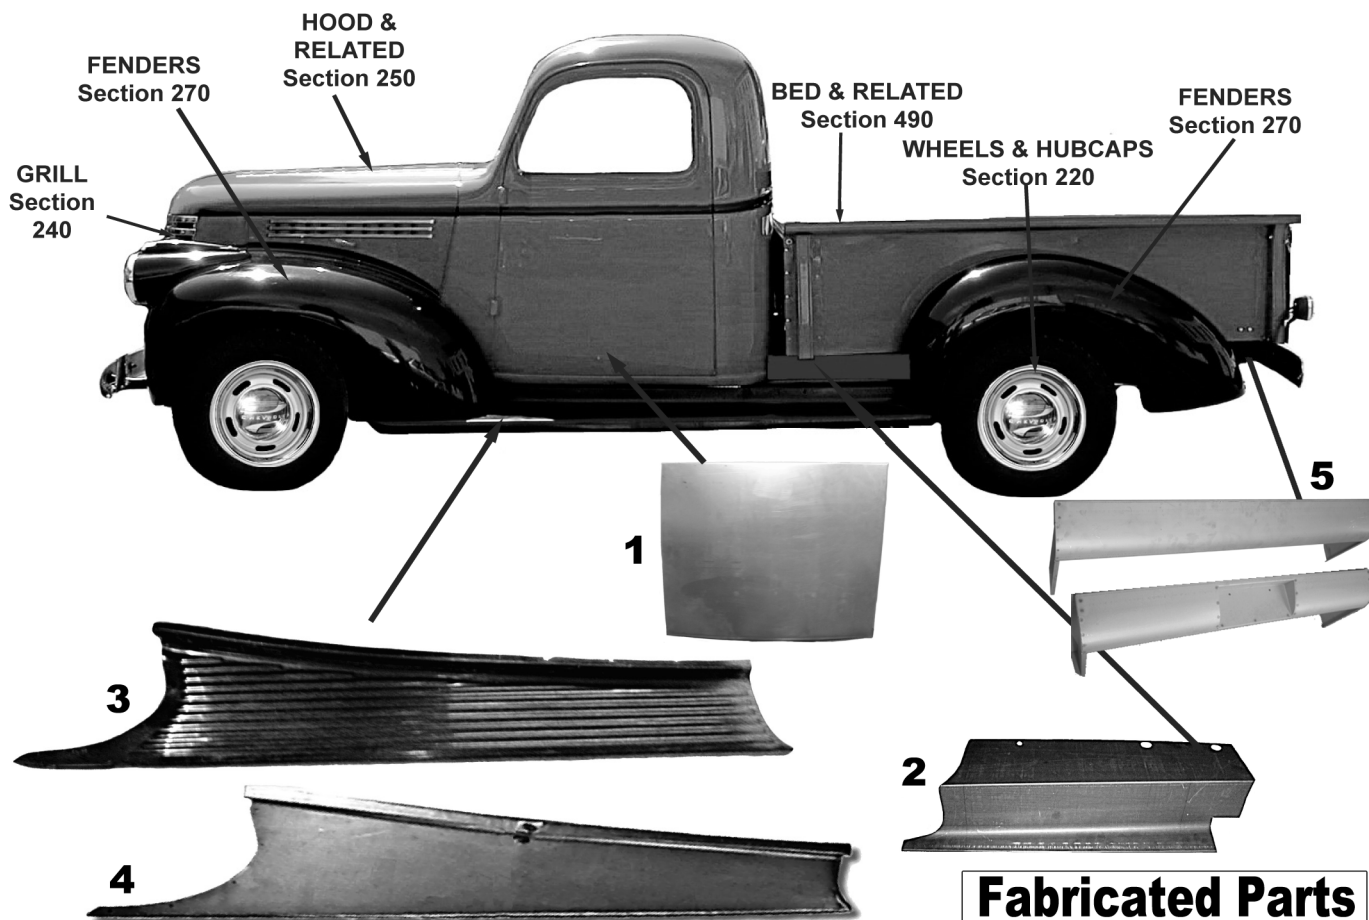 HOOD &
RELATED
Section 250
FENDERS
Section 270
BED & RELATED
Section 490
FENDERS
Section 270
WHEELS & HUBCAPS
Section 220
GRILL
Section
240
5
1
3
2
4
Fabricated Parts